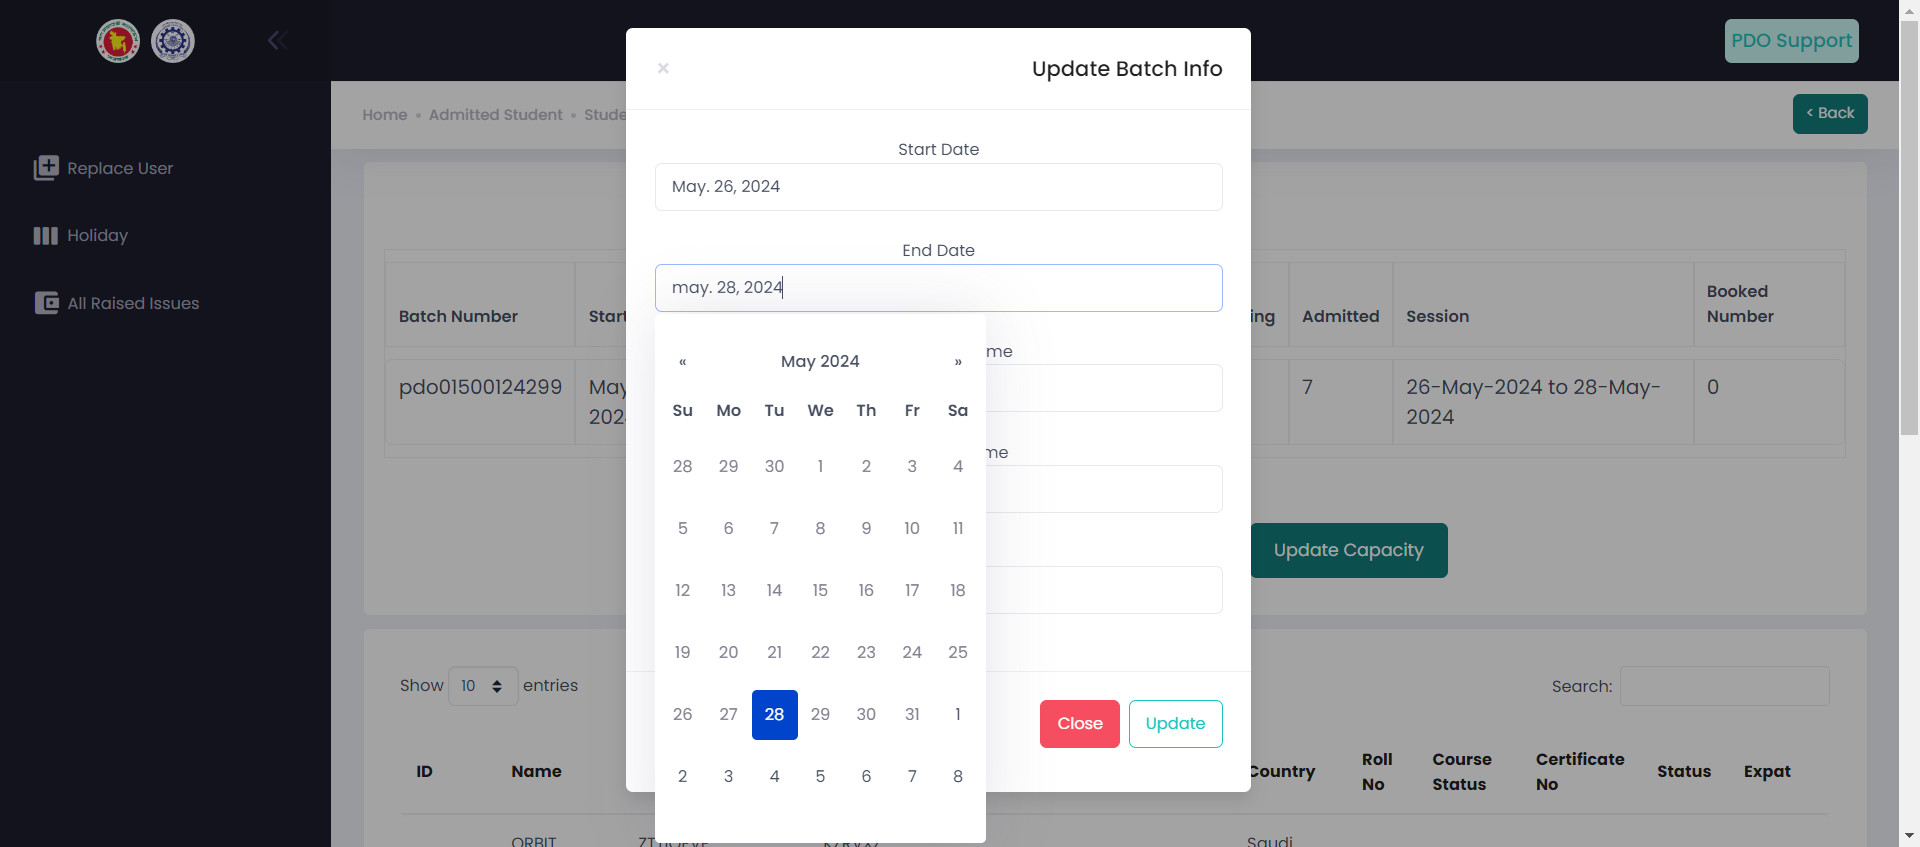 PDO Support
Replace User
Holiday
All Raised Issues
Home • Admitted Student • Stude
< Back
Update Batch Info
×
Start Date
May. 26, 2024
End Date
may. 28, 2024
me
me
« May 2024 »
Su Mo Tu We Th Fr Sa
28 29 30 1 2 3 4
5 6 7 8 9 10 11
12 13 14 15 16 17 18
19 20 21 22 23 24 25
26 27 28 29 30 31 1
2 3 4 5 6 7 8
Close Update
Batch Number Start ing Admitted Session Booked
Number
pdo01500124299 May 7 26-May-2024 to 28-May- 0
202 2024
Update Capacity
Show 10 entries Search:
ID Name Country Roll Course Certificate Status Expat
No Status No
ORBIT Saudi